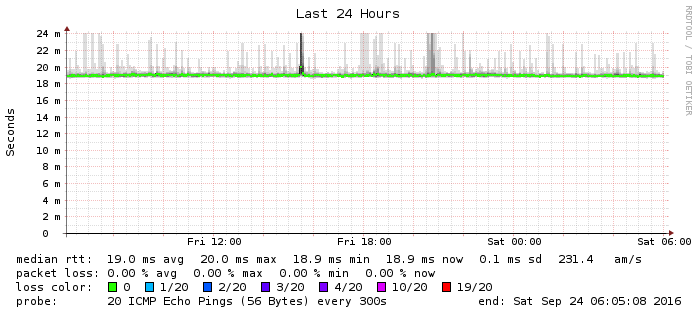 Last 24 Hours
RRDTOOL / TOBI OETIKER
Seconds
24 m
22 m
20 m
18 m
16 m
14 m
12 m
10 m
8 m
6 m
4 m
2 m
0
Fri 12:00 Fri 18:00 Sat 00:00 Sat 06:00
median rtt: 19.0 ms avg 20.0 ms max 18.9 ms min 18.9 ms now 0.1 ms sd 231.4 am/s
packet loss: 0.00 % avg 0.00 % max 0.00 % min 0.00 % now
loss color: 0 1/20 2/20 3/20 4/20 10/20 19/20
probe: 20 ICMP Echo Pings (56 Bytes) every 300s end: Sat Sep 24 06:05:08 2016